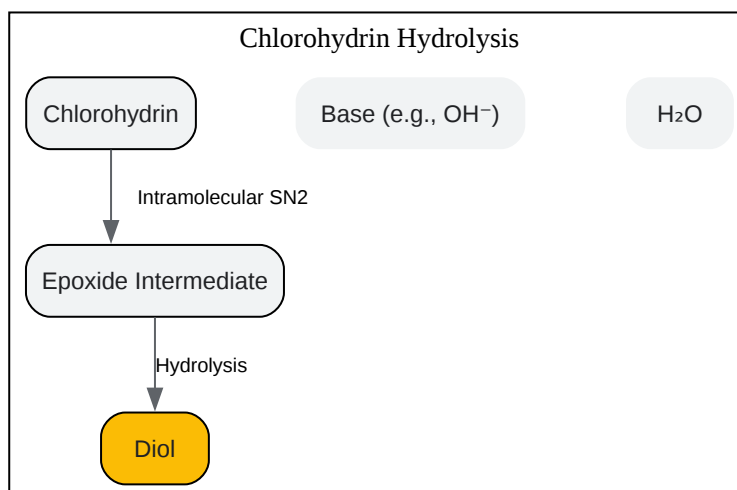 Chlorohydrin Hydrolysis
Chlorohydrin
Base (e.g., OH⁻)
H₂O
Intramolecular SN2
Epoxide Intermediate
Hydrolysis
Diol